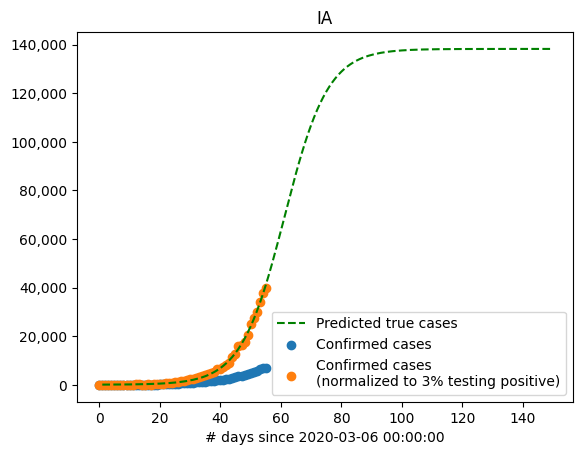 IA
140,000
120,000
100,000
80,000
60,000
40,000
20,000
0
Predicted true cases
Confirmed cases
Confirmed cases
(normalized to 3% testing positive)
0 20 40 60 80 100 120 140
# days since 2020-03-06 00:00:00